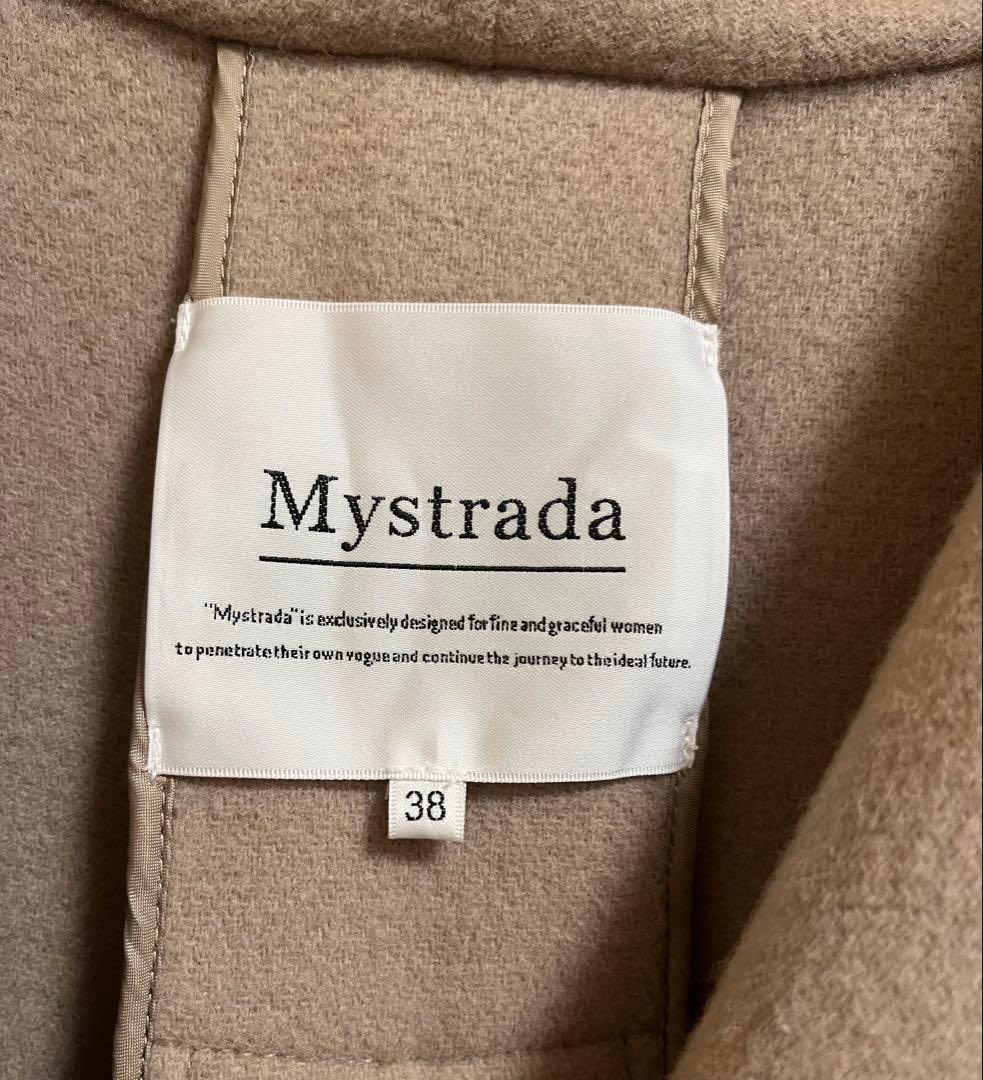 Mystrada
"Mystrada" is exclusively designed for fine and graceful women
to penetrate their own vogue and continue the journey to the ideal future.
38